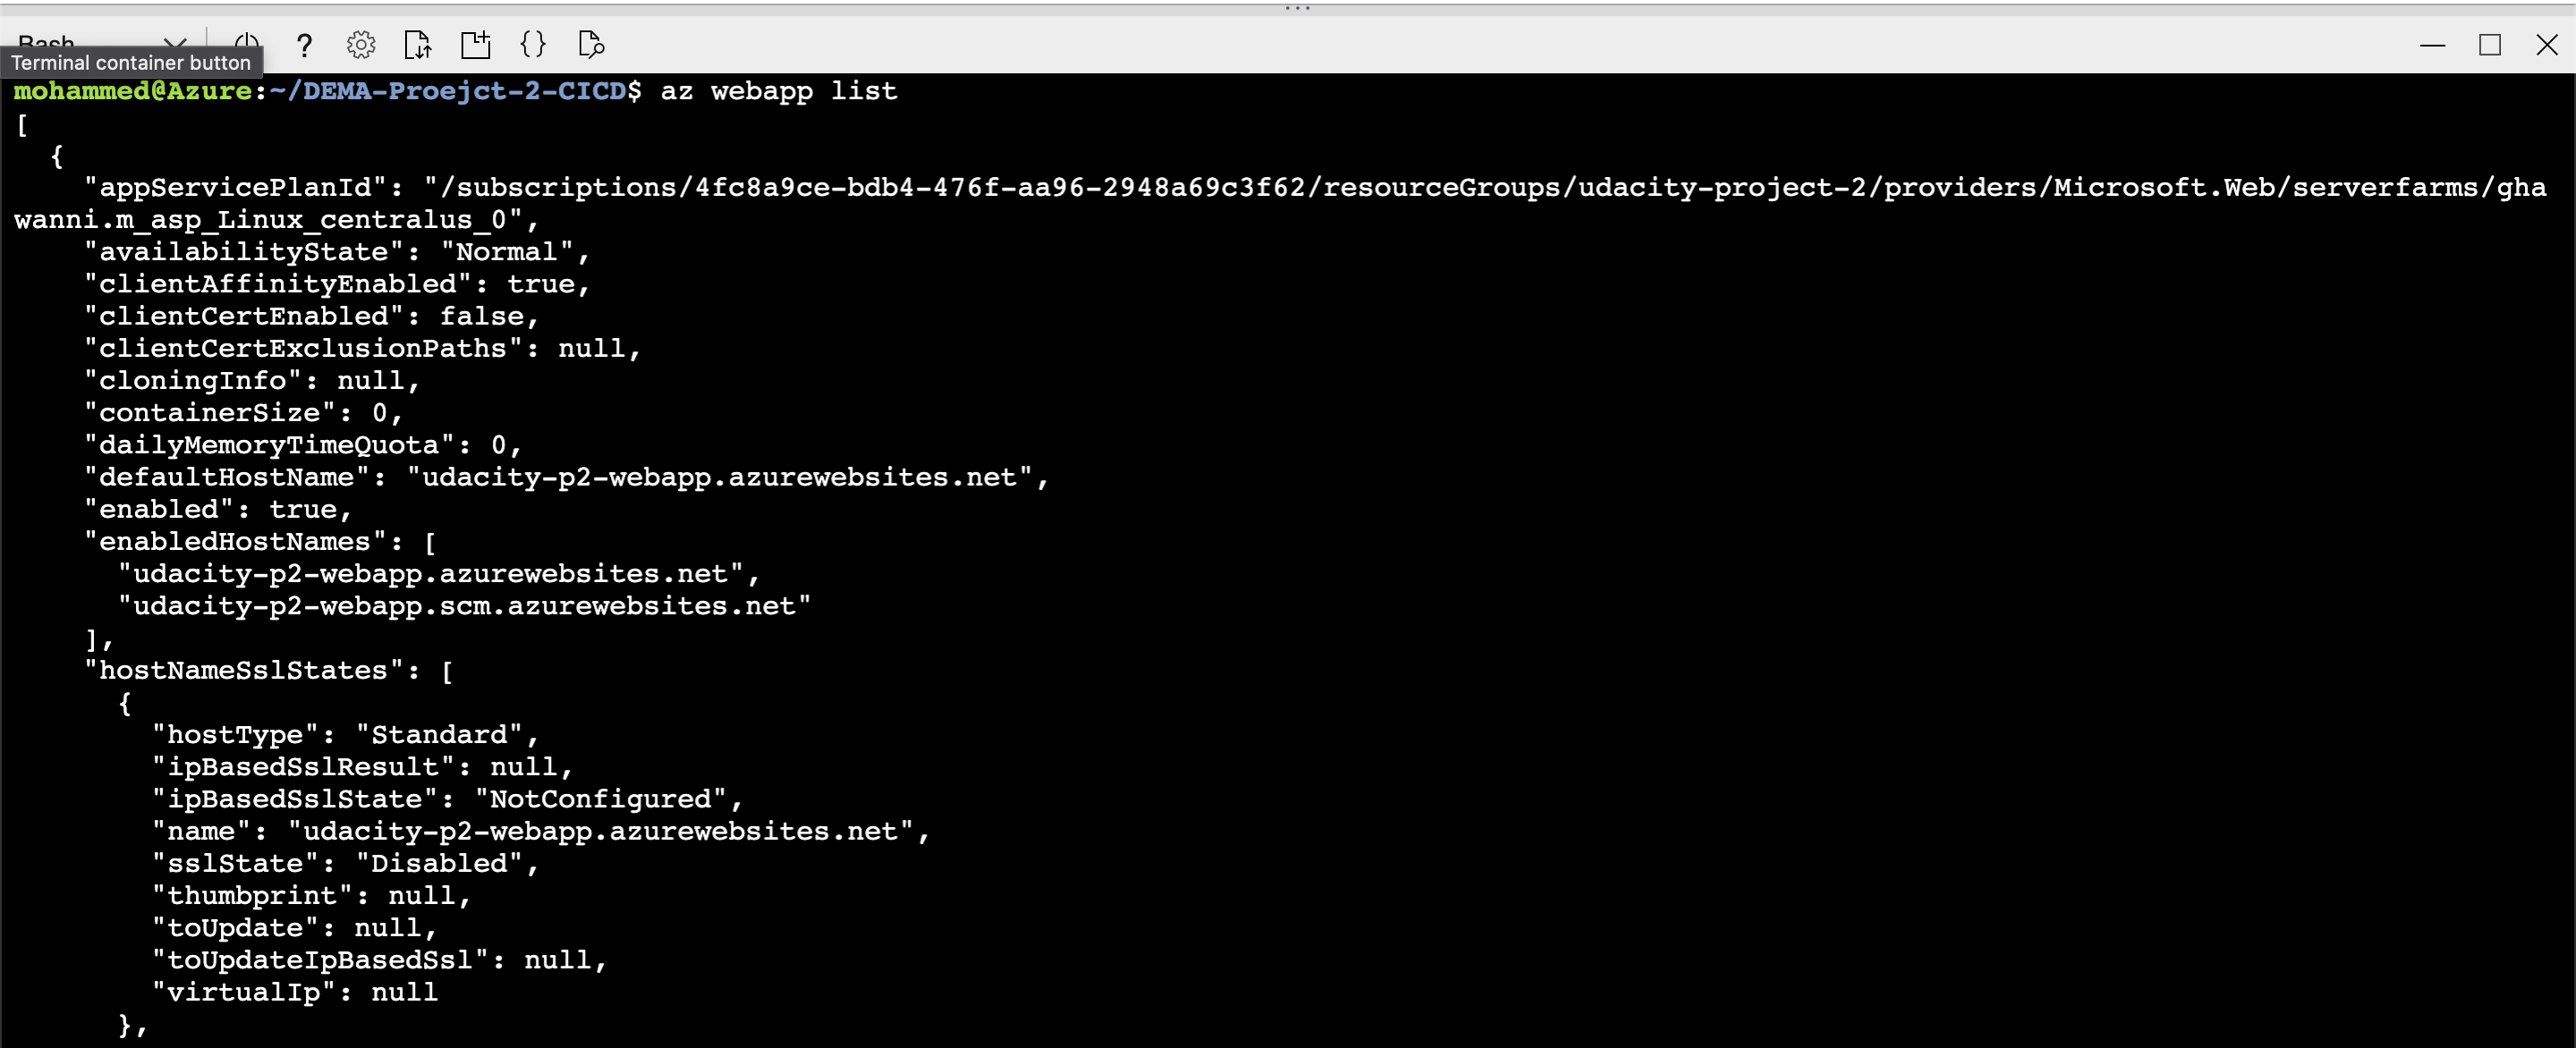 Bash
Terminal container button
mohammed@Azure:~/DEMA-Proejct-2-CICD$ az webapp list
[
  {
    "appServicePlanId": "/subscriptions/4fc8a9ce-bdb4-476f-aa96-2948a69c3f62/resourceGroups/udacity-project-2/providers/Microsoft.Web/serverfarms/gha
wanni.m_asp_Linux_centralus_0",
    "availabilityState": "Normal",
    "clientAffinityEnabled": true,
    "clientCertEnabled": false,
    "clientCertExclusionPaths": null,
    "cloningInfo": null,
    "containerSize": 0,
    "dailyMemoryTimeQuota": 0,
    "defaultHostName": "udacity-p2-webapp.azurewebsites.net",
    "enabled": true,
    "enabledHostNames": [
      "udacity-p2-webapp.azurewebsites.net",
      "udacity-p2-webapp.scm.azurewebsites.net"
    ],
    "hostNameSslStates": [
      {
        "hostType": "Standard",
        "ipBasedSslResult": null,
        "ipBasedSslState": "NotConfigured",
        "name": "udacity-p2-webapp.azurewebsites.net",
        "sslState": "Disabled",
        "thumbprint": null,
        "toUpdate": null,
        "toUpdateIpBasedSsl": null,
        "virtualIp": null
      },